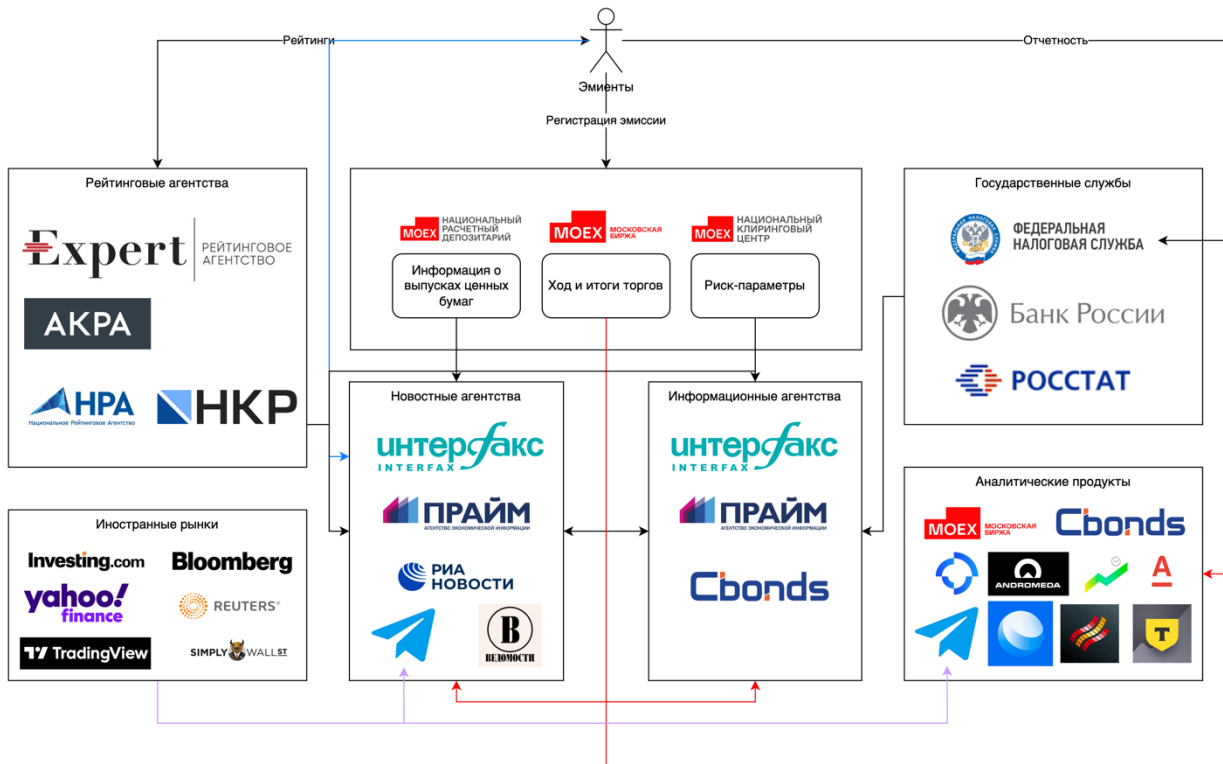 Рейтинги
Отчетность
Эмиенты
Регистрация эмиссии
Рейтинговые агентства
Expert
РЕЙТИНГОВОЕ
АГЕНТСТВО
АКРА
НРА
Национальное Рейтинговое Агентство
НКР
MOEX
НАЦИОНАЛЬНЫЙ
РАСЧЕТНЫЙ
ДЕПОЗИТАРИЙ
MOEX
МОСКОВСКАЯ
БИРЖА
MOEX
НАЦИОНАЛЬНЫЙ
КЛИРИНГОВЫЙ
ЦЕНТР
Информация о
выпусках ценных
бумаг
Ход и итоги торгов
Риск-параметры
Государственные службы
ФЕДЕРАЛЬНАЯ
НАЛОГОВАЯ СЛУЖБА
Банк России
РОССТАТ
Новостные агентства
интерфакс
INTERFAX
ПРАЙМ
АГЕНТСТВО ЭКОНОМИЧЕСКОЙ ИНФОРМАЦИИ
РИА
НОВОСТИ
В
ВЕДОМОСТИ
Информационные агентства
интерфакс
INTERFAX
ПРАЙМ
АГЕНТСТВО ЭКОНОМИЧЕСКОЙ ИНФОРМАЦИИ
Cbonds
Иностранные рынки
Investing.com
Bloomberg
yahoo!
finance
REUTERS
TradingView
SIMPLY WALL ST
Аналитические продукты
MOEX
МОСКОВСКАЯ
БИРЖА
Cbonds
ANDROMEDA
А
Т